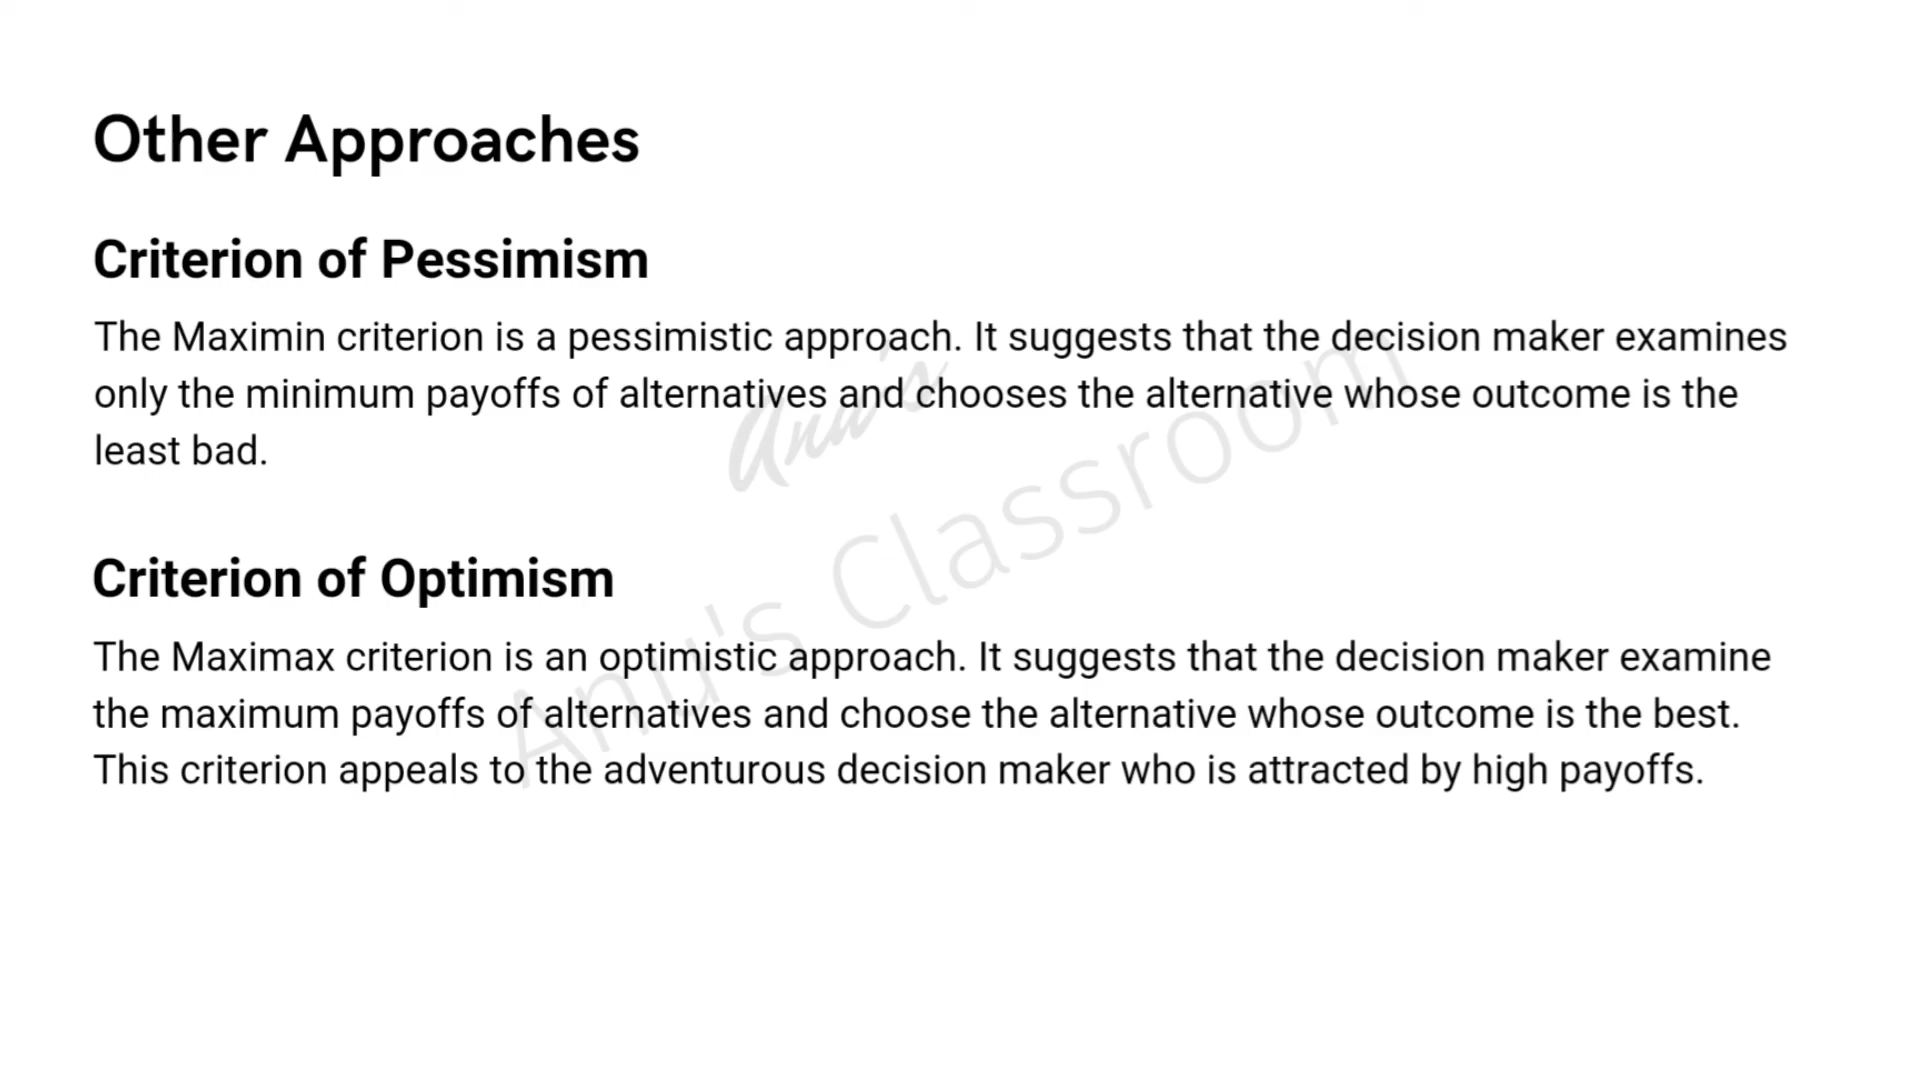 Other Approaches
Criterion of Pessimism
The Maximin criterion is a pessimistic approach. It suggests that the decision maker examines
only the minimum payoffs of alternatives and chooses the alternative whose outcome is the
least bad.
Anu's
Anu's Classroom
Criterion of Optimism
The Maximax criterion is an optimistic approach. It suggests that the decision maker examine
the maximum payoffs of alternatives and choose the alternative whose outcome is the best.
This criterion appeals to the adventurous decision maker who is attracted by high payoffs.